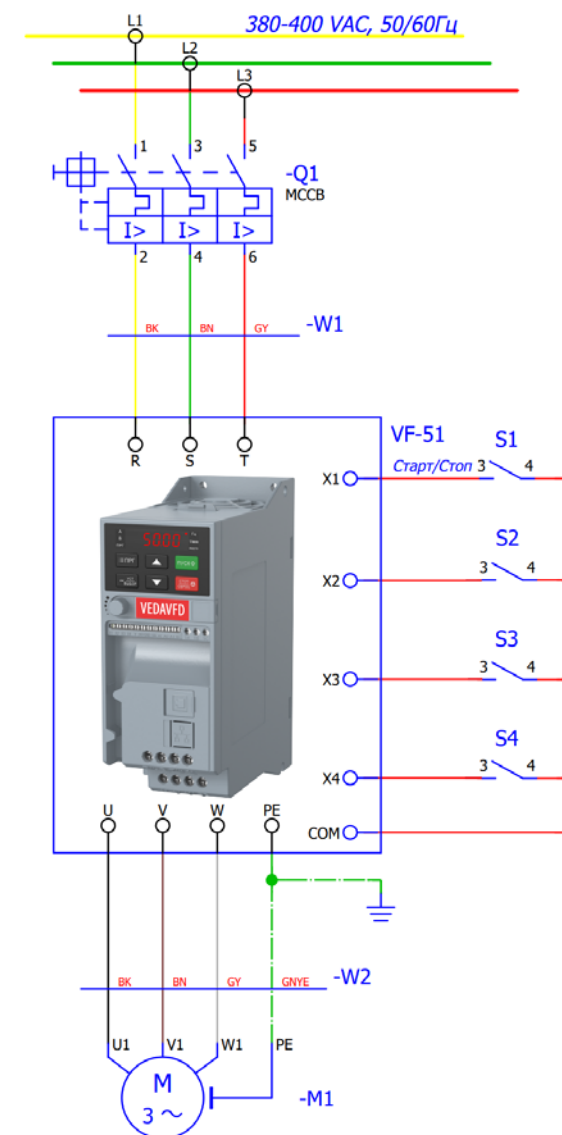 L1
380-400 VAC, 50/60Гц
L2
L3
1 3 5
-Q1
MCCB
I> I> I>
2 4 6
BK BN GY -W1
R S T
VF-51
S1
X1 Старт/Стоп 3 4
5000
VEDAVFD
S2
X2 3 4
S3
X3 3 4
S4
X4 3 4
COM
U V W PE
BK BN GY GNYE -W2
U1 V1 W1 PE
M
3 ~
-M1